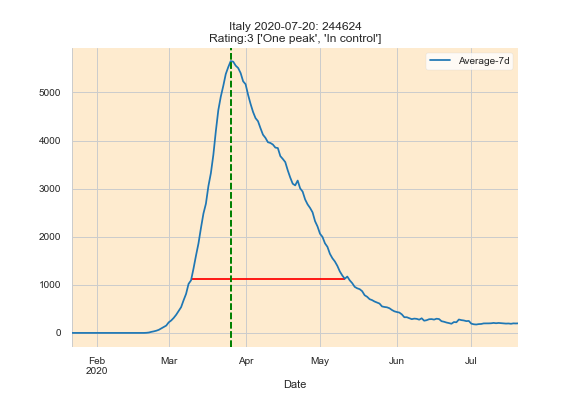 Italy 2020-07-20: 244624
Rating:3 ['One peak', 'In control']
Average-7d
5000
4000
3000
2000
1000
0
Feb Mar Apr May Jun Jul
2020
Date